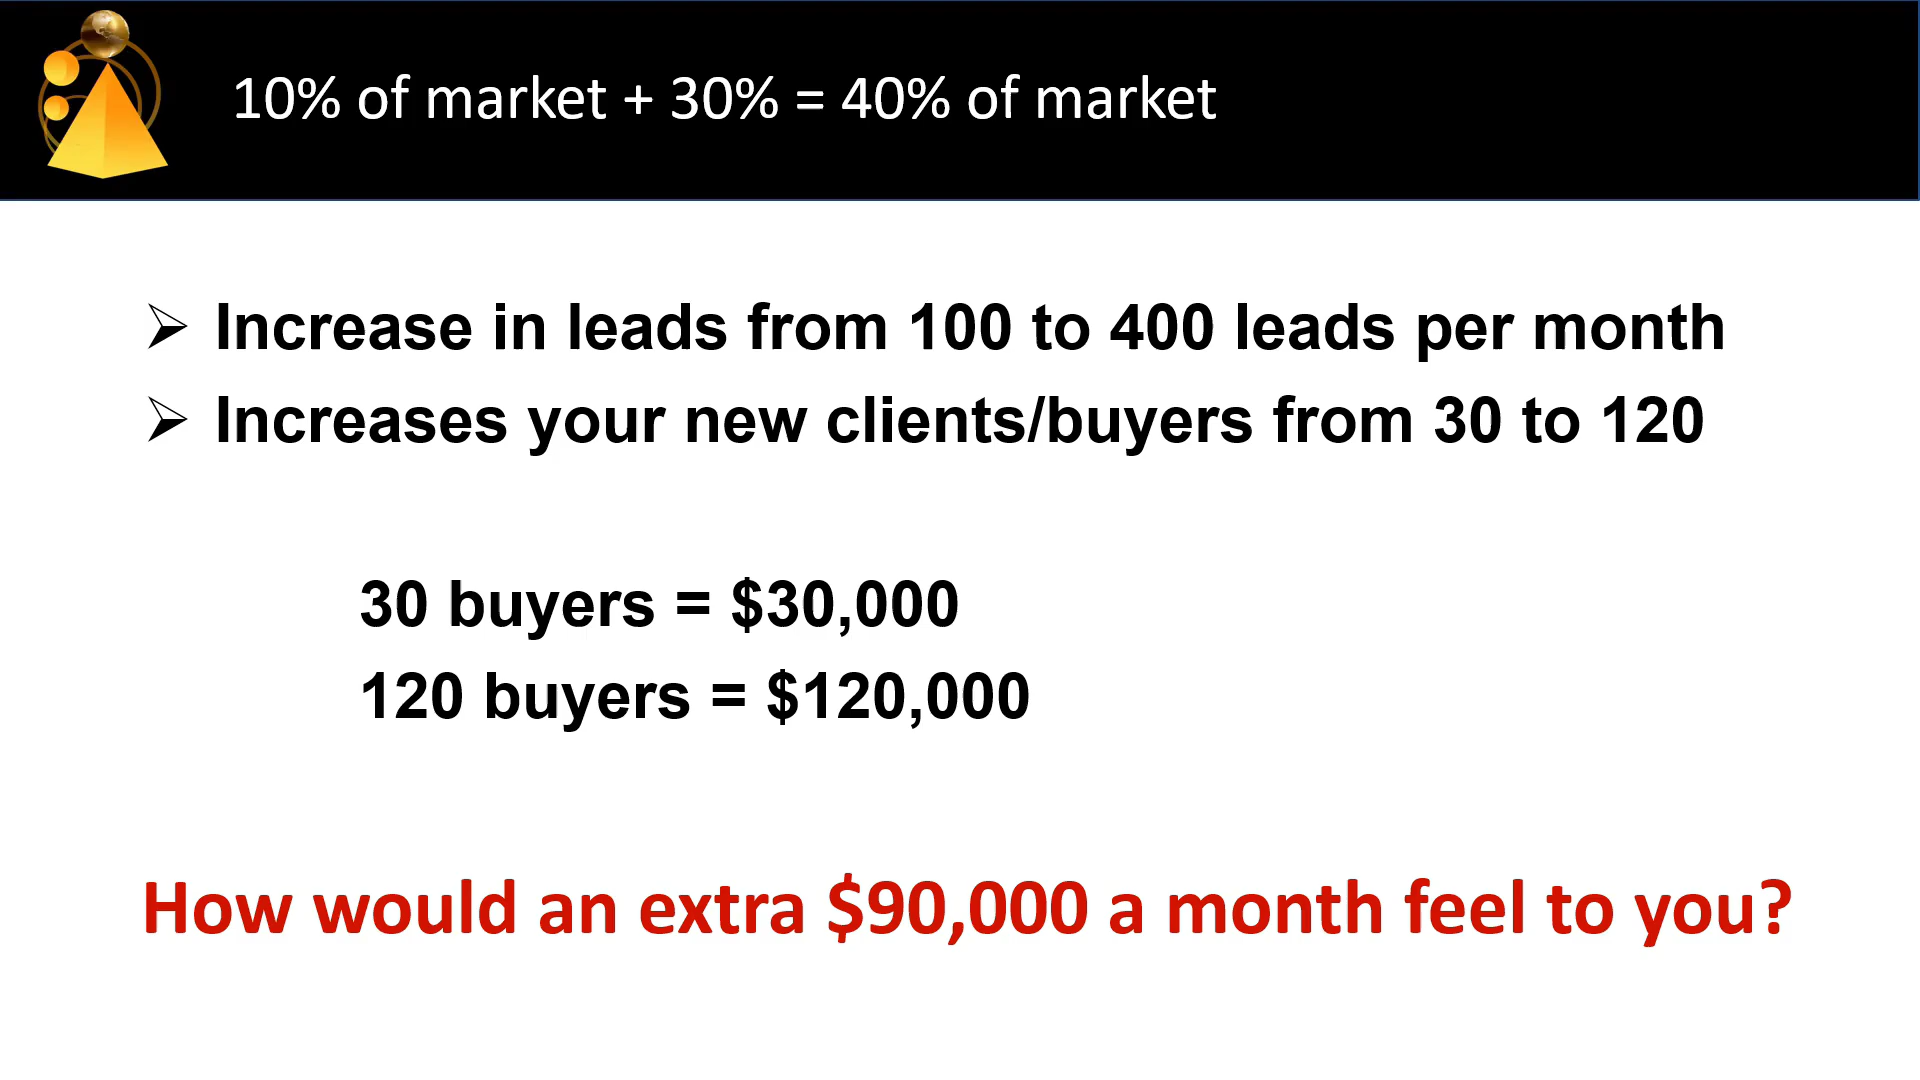 10% of market + 30% = 40% of market
➢ Increase in leads from 100 to 400 leads per month
➢ Increases your new clients/buyers from 30 to 120
30 buyers = $30,000
120 buyers = $120,000
How would an extra $90,000 a month feel to you?